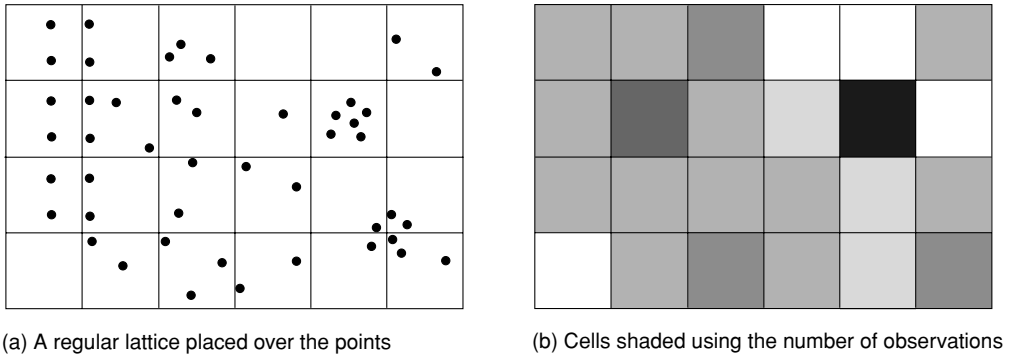 (a) A regular lattice placed over the points
(b) Cells shaded using the number of observations